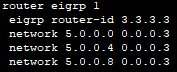 router eigrp 1
eigrp router-id 3.3.3.3
network 5.0.0.0 0.0.0.3
network 5.0.0.4 0.0.0.3
network 5.0.0.8 0.0.0.3